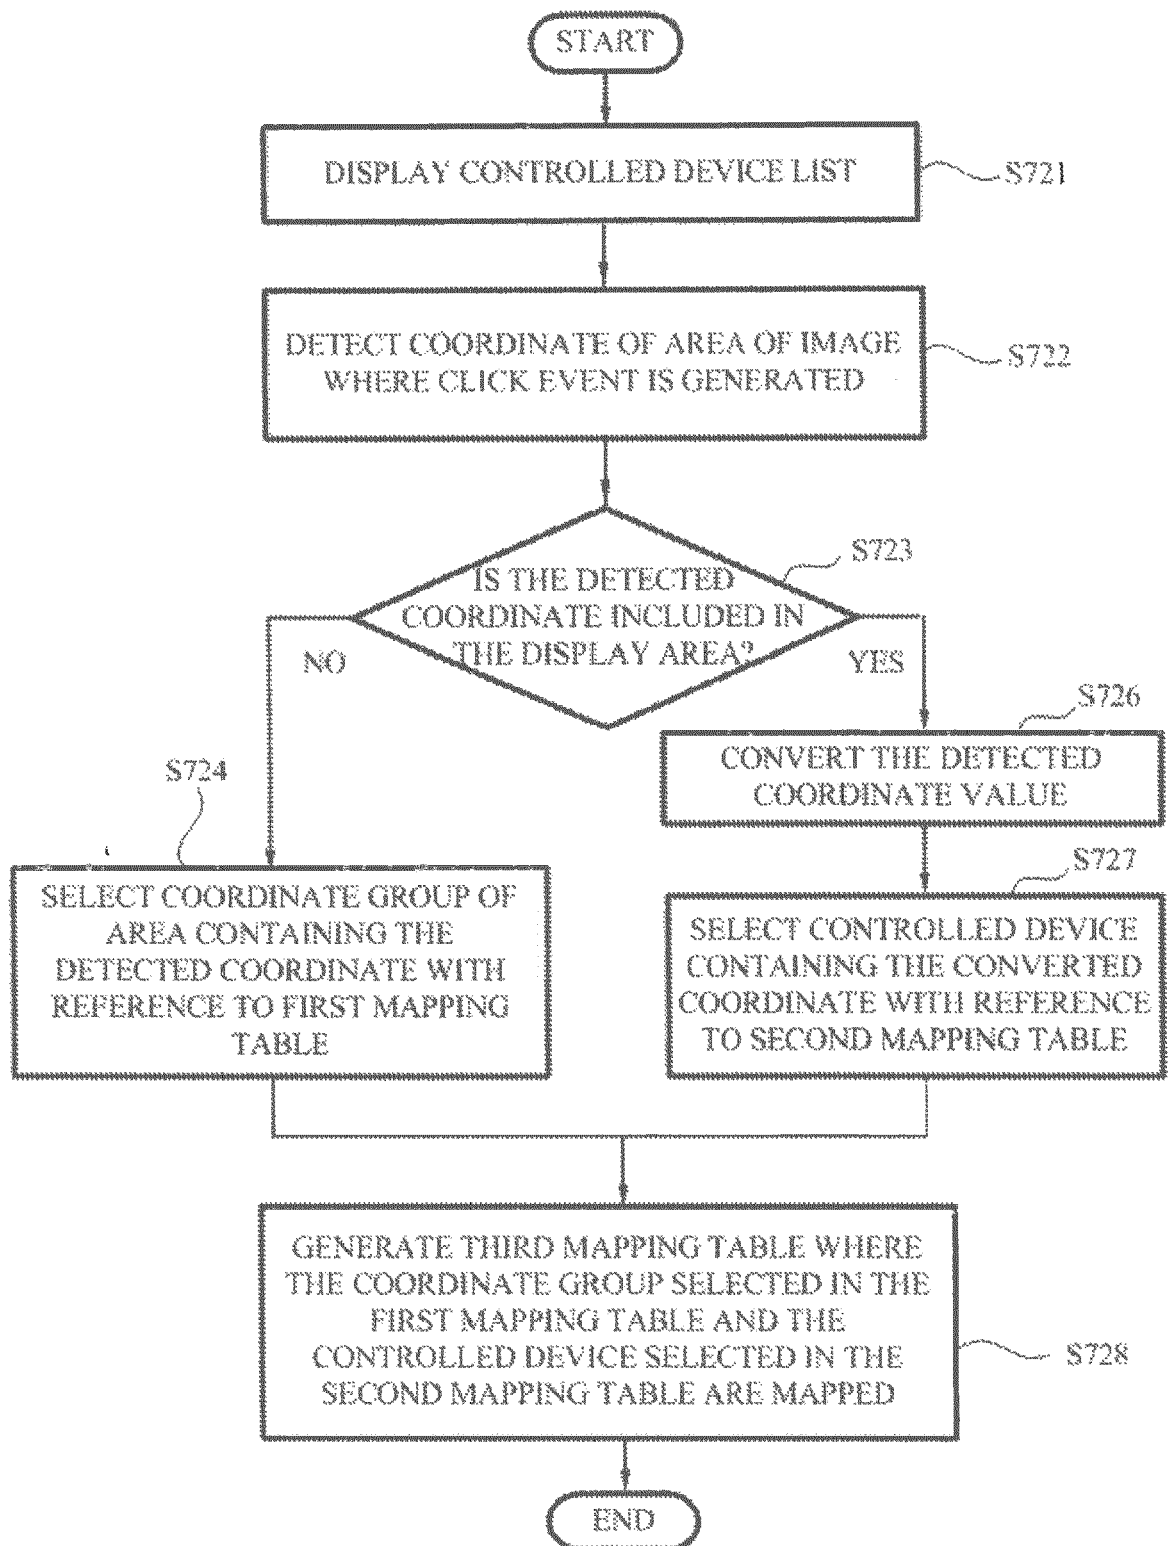 START
DISPLAY CONTROLLED DEVICE LIST
S721
DETECT COORDINATE OF AREA OF IMAGE
WHERE CLICK EVENT IS GENERATED
S722
IS THE DETECTED
COORDINATE INCLUDED IN
THE DISPLAY AREA?
S723
NO
YES
S724
SELECT COORDINATE GROUP OF
AREA CONTAINING THE
DETECTED COORDINATE WITH
REFERENCE TO FIRST MAPPING
TABLE
S726
CONVERT THE DETECTED
COORDINATE VALUE
S727
SELECT CONTROLLED DEVICE
CONTAINING THE CONVERTED
COORDINATE WITH REFERENCE
TO SECOND MAPPING TABLE
GENERATE THIRD MAPPING TABLE WHERE
THE COORDINATE GROUP SELECTED IN THE
FIRST MAPPING TABLE AND THE
CONTROLLED DEVICE SELECTED IN THE
SECOND MAPPING TABLE ARE MAPPED
S728
END